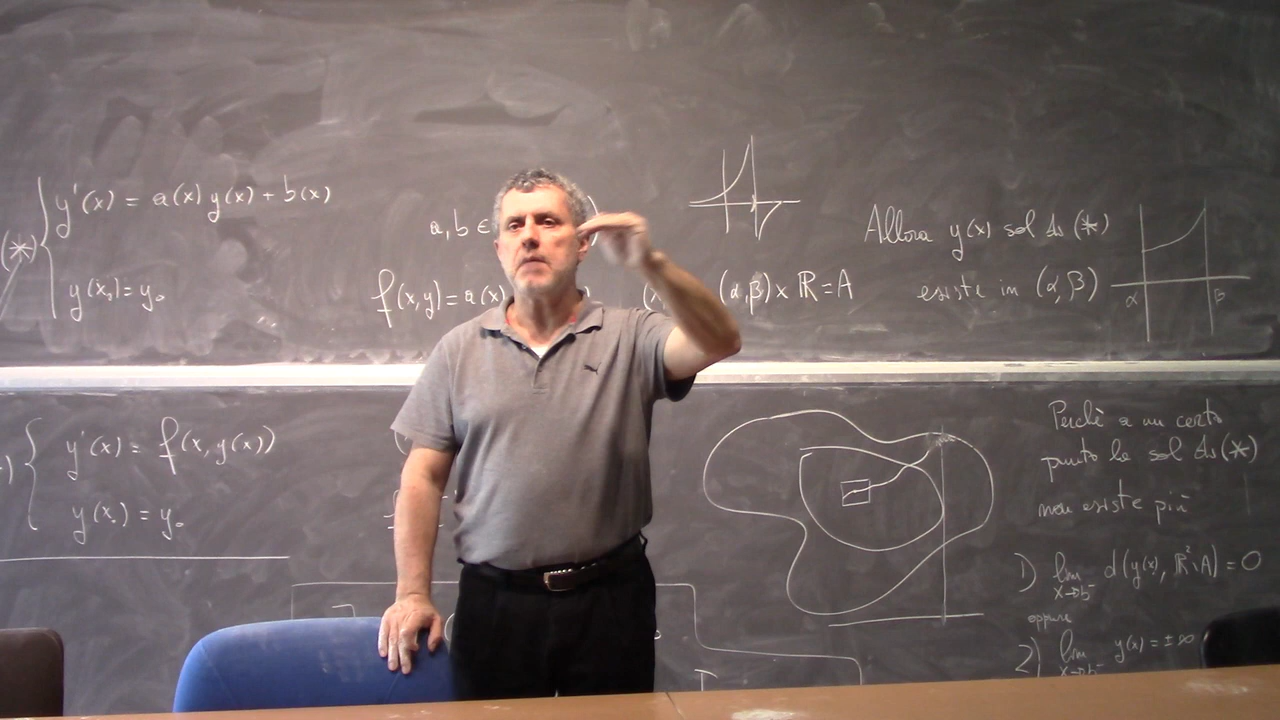 (*) { y'(x) = a(x) y(x) + b(x)
y(x₀) = y₀
a, b ∈
f(x,y) = a(x)
(α,β) x ℝ = A
Allora y(x) sol di (*)
esiste in (α,β)
α β
{ y'(x) = f(x, y(x))
y(x₀) = y₀
Perchè a un certo
punto la sol di (*)
non esiste più
1) lim d(y(x), ℝ² \ A) = 0
x→b⁻
oppure
2) lim y(x) = ±∞
x→b⁻